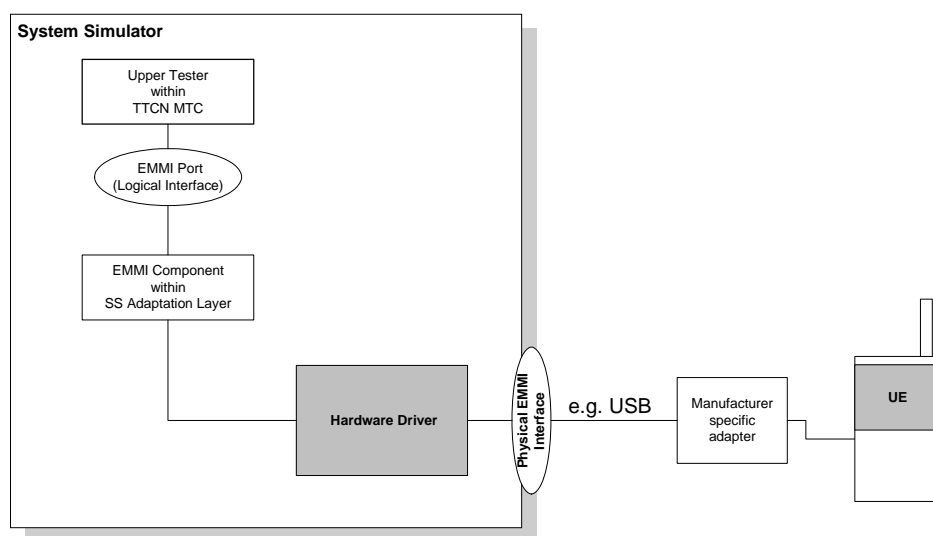 System Simulator
Upper Tester
within
TTCN MTC
EMMI Port
(Logical Interface)
EMMI Component
within
SS Adaptation Layer
Hardware Driver
Physical EMMI
Interface
e.g. USB
Manufacturer
specific
adapter
UE